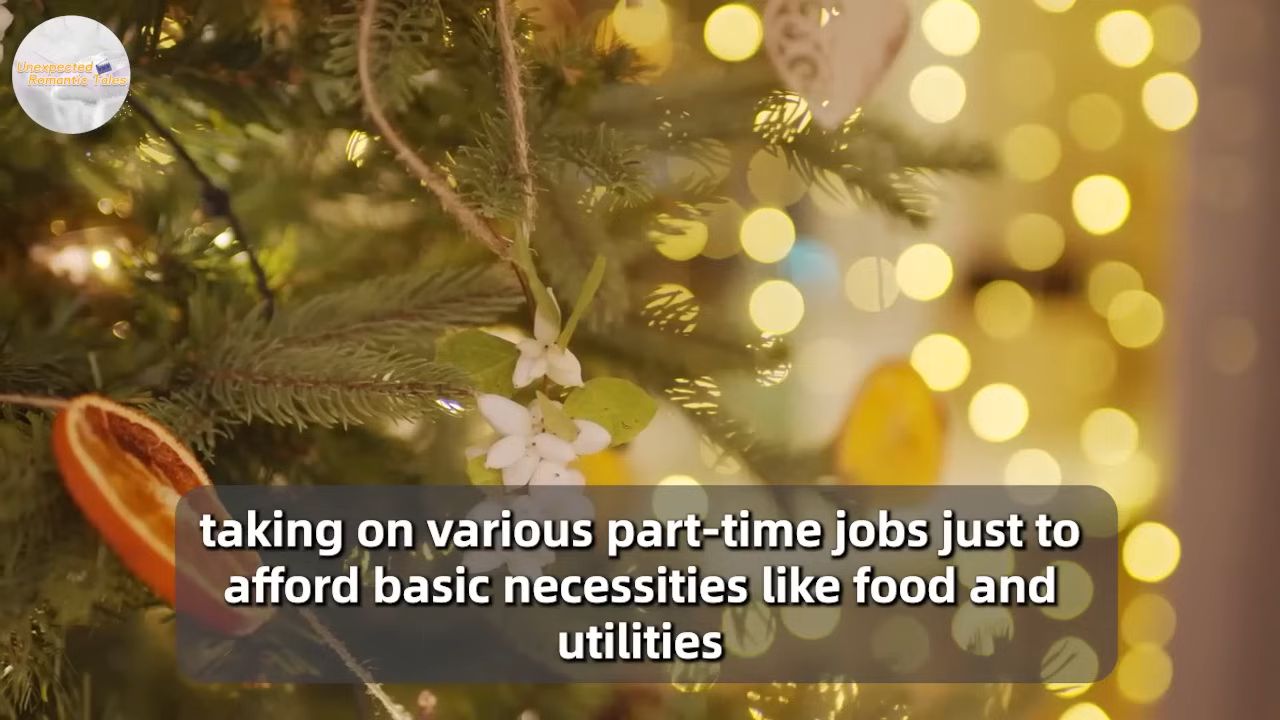 Unexpected
Romantic Tales
taking on various part-time jobs just to
afford basic necessities like food and
utilities